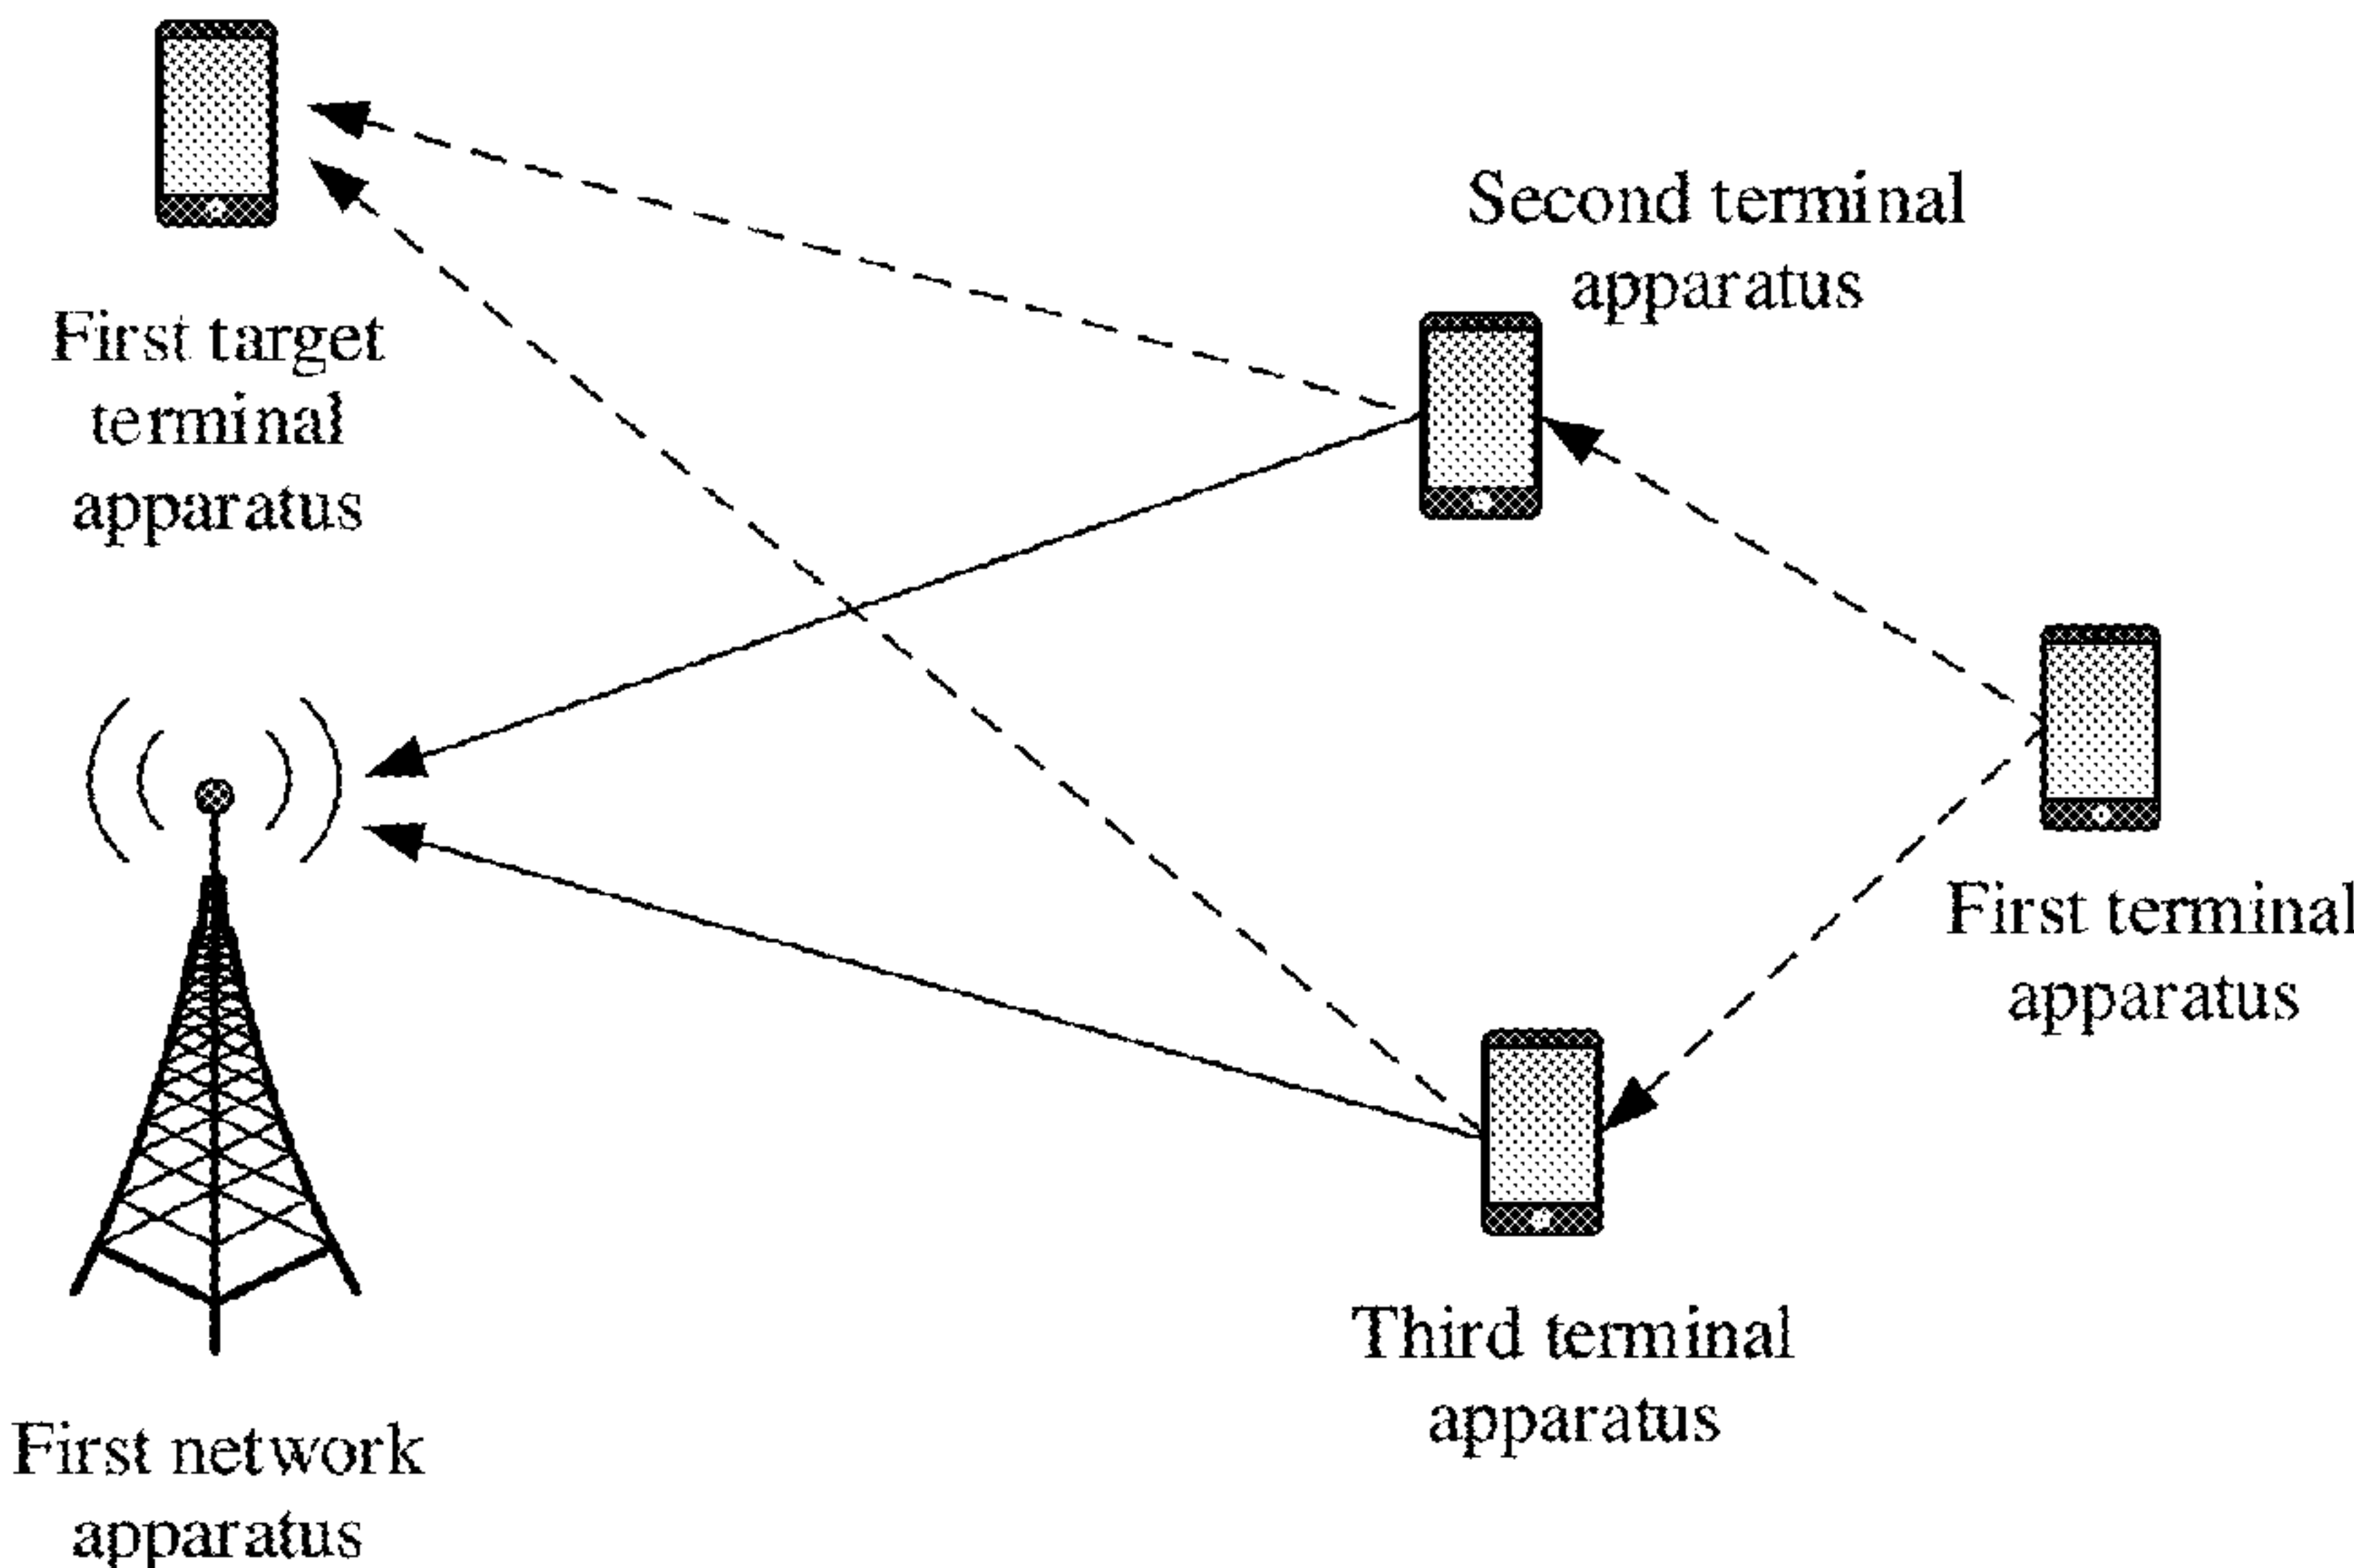 First target
terminal
apparatus
Second terminal
apparatus
First terminal
apparatus
Third terminal
apparatus
First network
apparatus